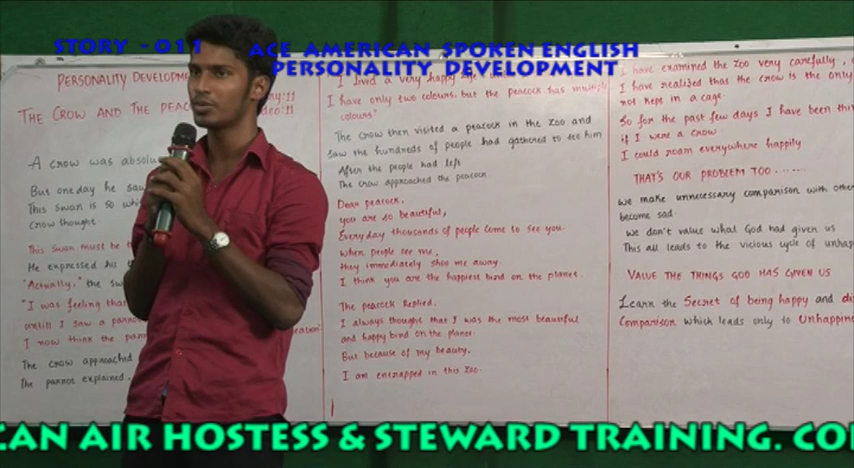 STORY - 011
ACE AMERICAN SPOKEN ENGLISH
PERSONALITY DEVELOPMENT
PERSONALITY DEVELOPM
THE CROW AND THE PEAC
A crow was absolu
But one day he saw
This swan is so whi
Crow thought
This swan must be t
He expressed his
"Actually," the sw
"I was feeling that
until I saw a parrot
I now think the par
The crow approached
The parrot explained.
I lived a very happy life
I have only two colours, but the peacock has multiple
colours"
The crow then visited a peacock in the zoo and
saw the hundreds of people had gathered to see him
After the people had left
The crow approached the peacock
Dear peacock,
you are so beautiful,
Everyday thousands of people come to see you.
when people see me,
they immediately shoo me away.
I think you are the happiest bird on the planet.
The peacock Replied.
I always thought that I was the most beautiful
and happy bird on the planet.
But because of my beauty.
I am entrapped in this zoo.
I have examined the zoo very carefully,
I have realized that the crow is the only
not kept in a cage
So for the past few days I have been thin
if I were a crow
I could roam everywhere happily
THAT'S OUR PROBLEM TOO
we make unnecessary comparison with other
become sad
we don't value what God had given us
This all leads to the vicious cycle of unhap
VALUE THE THINGS GOD HAS GIVEN US
Learn the Secret of being happy and di
Comparison which leads only to Unhappine
CAN AIR HOSTESS & STEWARD TRAINING. CO